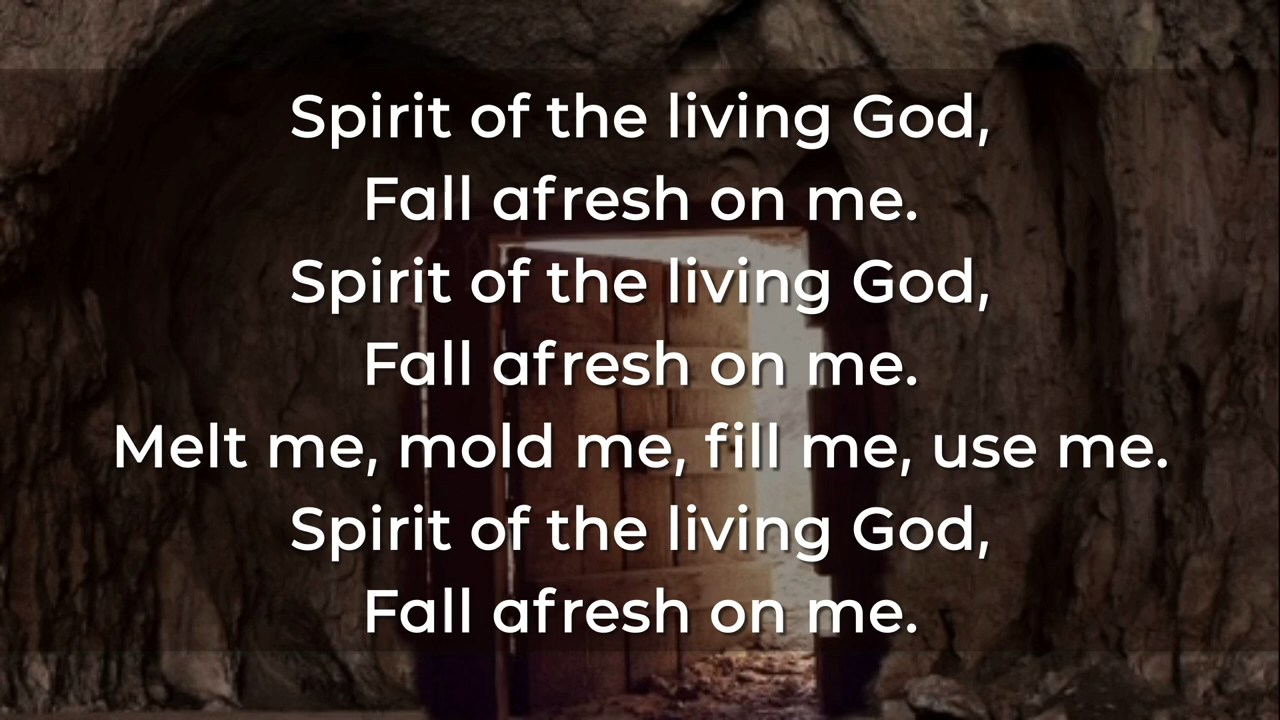 Spirit of the living God,
Fall afresh on me.
Spirit of the living God,
Fall afresh on me.
Melt me, mold me, fill me, use me.
Spirit of the living God,
Fall afresh on me.